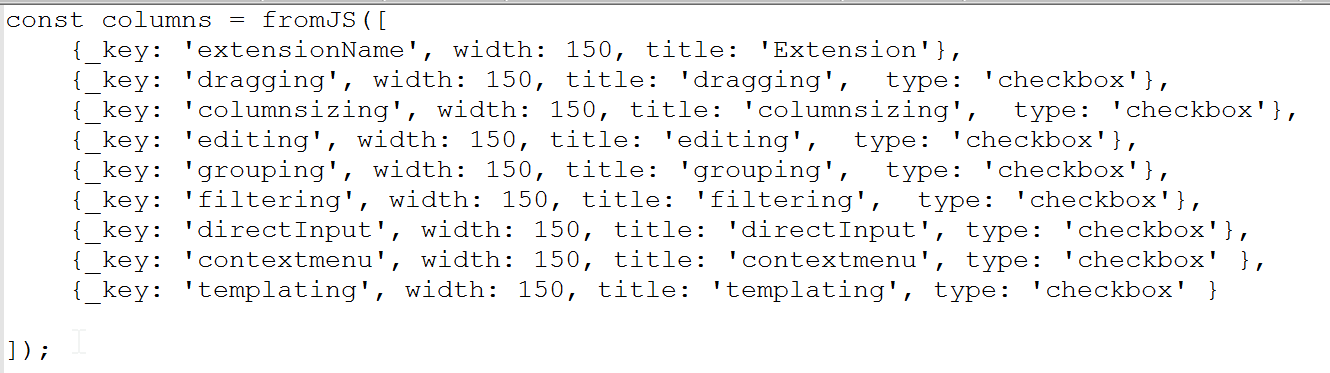 const columns = fromJS([
    {_key: 'extensionName', width: 150, title: 'Extension'},
    {_key: 'dragging', width: 150, title: 'dragging',  type: 'checkbox'},
    {_key: 'columnsizing', width: 150, title: 'columnsizing',  type: 'checkbox'},
    {_key: 'editing', width: 150, title: 'editing',  type: 'checkbox'},
    {_key: 'grouping', width: 150, title: 'grouping',  type: 'checkbox'},
    {_key: 'filtering', width: 150, title: 'filtering',  type: 'checkbox'},
    {_key: 'directInput', width: 150, title: 'directInput', type: 'checkbox'},
    {_key: 'contextmenu', width: 150, title: 'contextmenu', type: 'checkbox' },
    {_key: 'templating', width: 150, title: 'templating', type: 'checkbox' }
]);